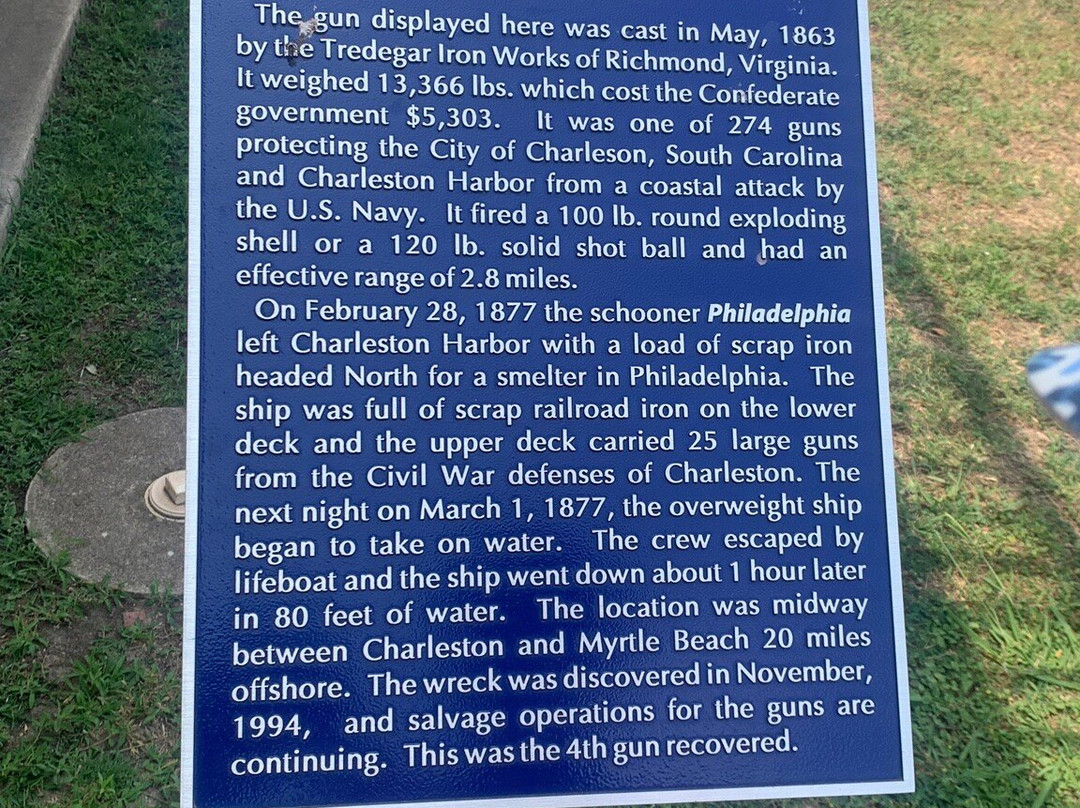 The gun displayed here was cast in May, 1863
by the Tredegar Iron Works of Richmond, Virginia.
It weighed 13,366 lbs. which cost the Confederate
government $5,303. It was one of 274 guns
protecting the City of Charleson, South Carolina
and Charleston Harbor from a coastal attack by
the U.S. Navy. It fired a 100 lb. round exploding
shell or a 120 lb. solid shot ball and had an
effective range of 2.8 miles.
On February 28, 1877 the schooner Philadelphia
left Charleston Harbor with a load of scrap iron
headed North for a smelter in Philadelphia. The
ship was full of scrap railroad iron on the lower
deck and the upper deck carried 25 large guns
from the Civil War defenses of Charleston. The
next night on March 1, 1877, the overweight ship
began to take on water. The crew escaped by
lifeboat and the ship went down about 1 hour later
in 80 feet of water. The location was midway
between Charleston and Myrtle Beach 20 miles
offshore. The wreck was discovered in November,
1994, and salvage operations for the guns are
continuing. This was the 4th gun recovered.